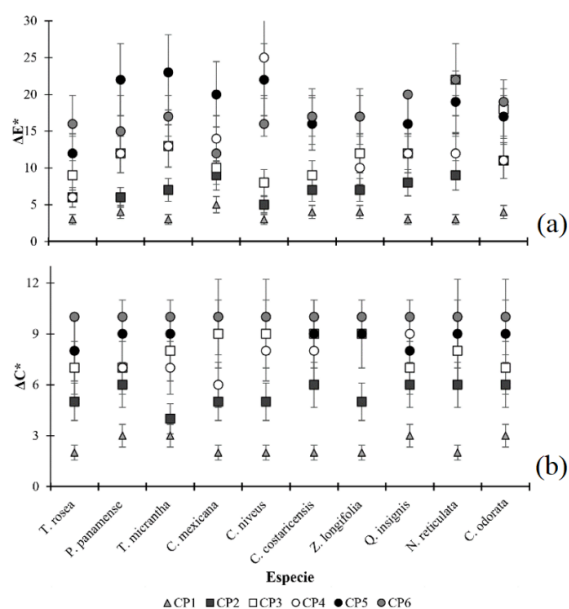 30
25
20
15
10
5
0
ΔE*
(a)
12
9
6
3
0
ΔC*
(b)
T. rosea
P. panamense
T. micrantha
C. mexicana
C. niveus
C. costaricensis
Z. longifolia
Q. insignis
N. reticulata
C. odorata
Especie
CP1 CP2 CP3 CP4 CP5 CP6